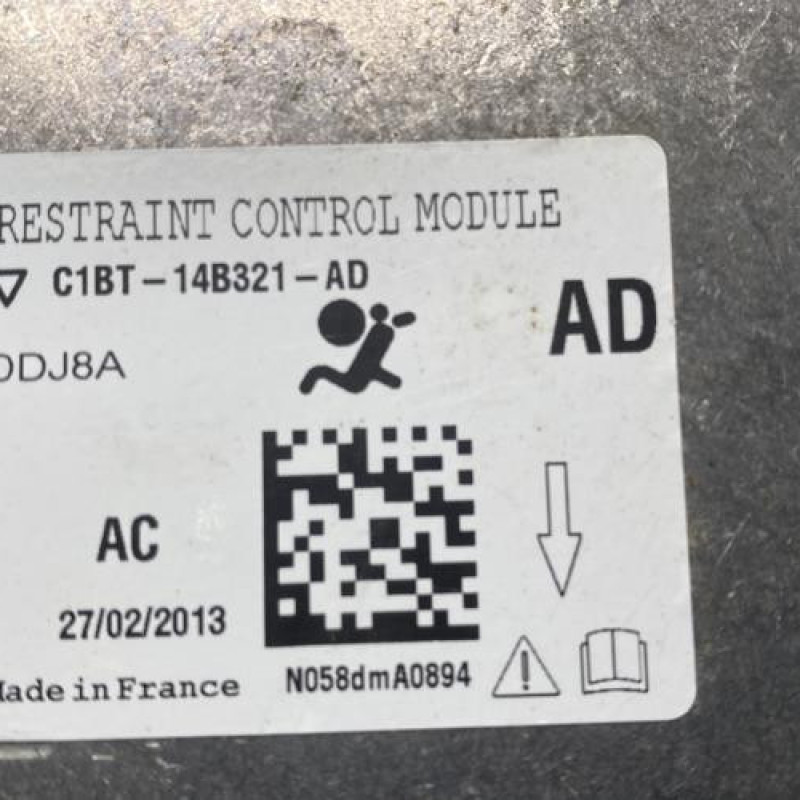 RESTRAINT CONTROL MODULE
C1BT-14B321-AD
AD
DDJ8A
AC
27/02/2013
Made in France
N058dmA0894